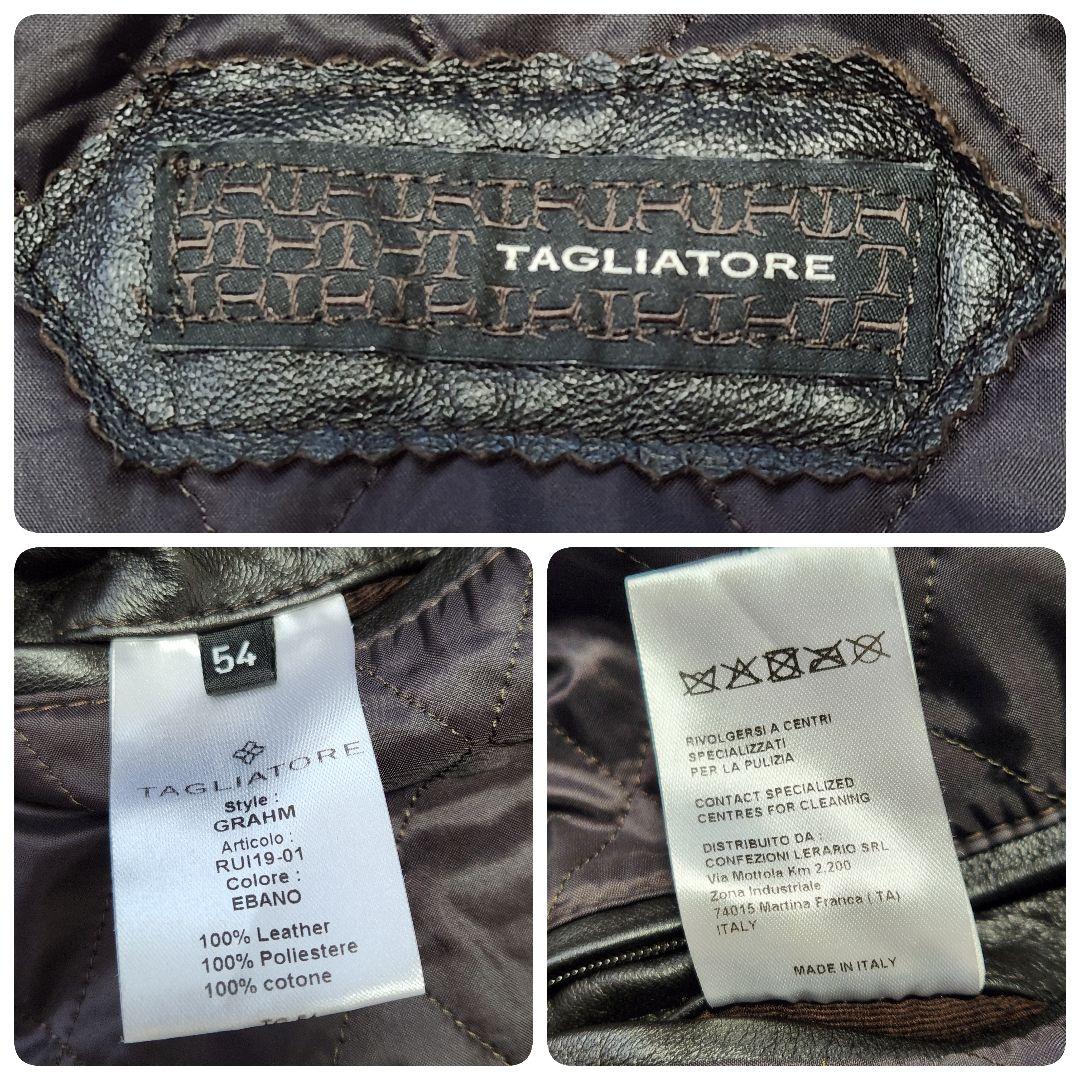 TAGLIATORE
54
TAGLIATORE
Style :
GRAHM
Articolo :
RUI19-01
Colore :
EBANO
100% Leather
100% Poliestere
100% cotone
RIVOLGERSI A CENTRI
SPECIALIZZATI
PER LA PULIZIA
CONTACT SPECIALIZED
CENTRES FOR CLEANING
DISTRIBUITO DA :
CONFEZIONI LERARIO SRL
Via Mottola Km 2,200
Zona Industriale
74015 Martina Franca ( TA)
ITALY
MADE IN ITALY